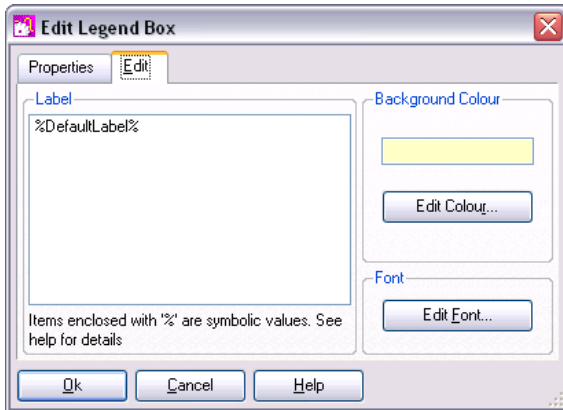 Edit Legend Box
Properties
Edit
Label
%DefaultLabel%
Items enclosed with '%' are symbolic values. See
help for details
Background Colour
Edit Colour...
Font
Edit Font...
Ok
Cancel
Help